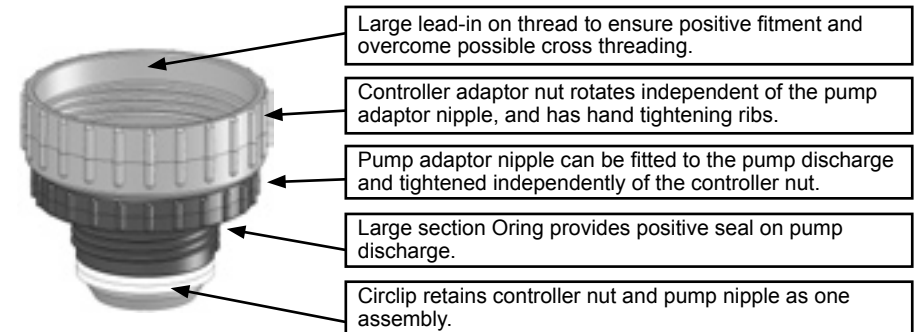 Large lead-in on thread to ensure positive fitment and
overcome possible cross threading.
Controller adaptor nut rotates independent of the pump
adaptor nipple, and has hand tightening ribs.
Pump adaptor nipple can be fitted to the pump discharge
and tightened independently of the controller nut.
Large section Oring provides positive seal on pump
discharge.
Circlip retains controller nut and pump nipple as one
assembly.